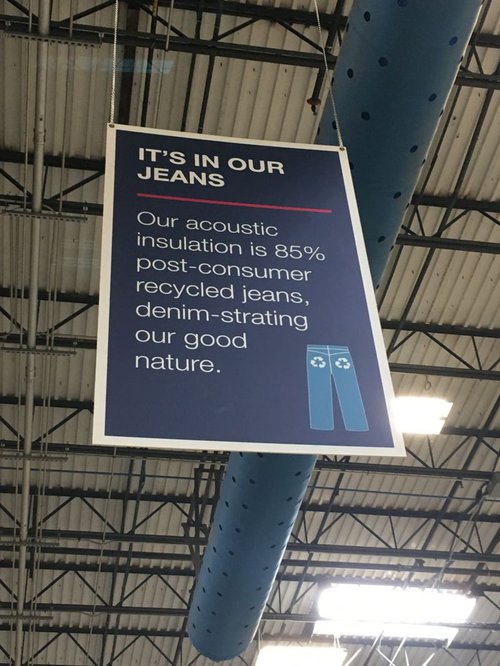 IT'S IN OUR
JEANS
Our acoustic
insulation is 85%
post-consumer
recycled jeans,
denim-strating
our good
nature.